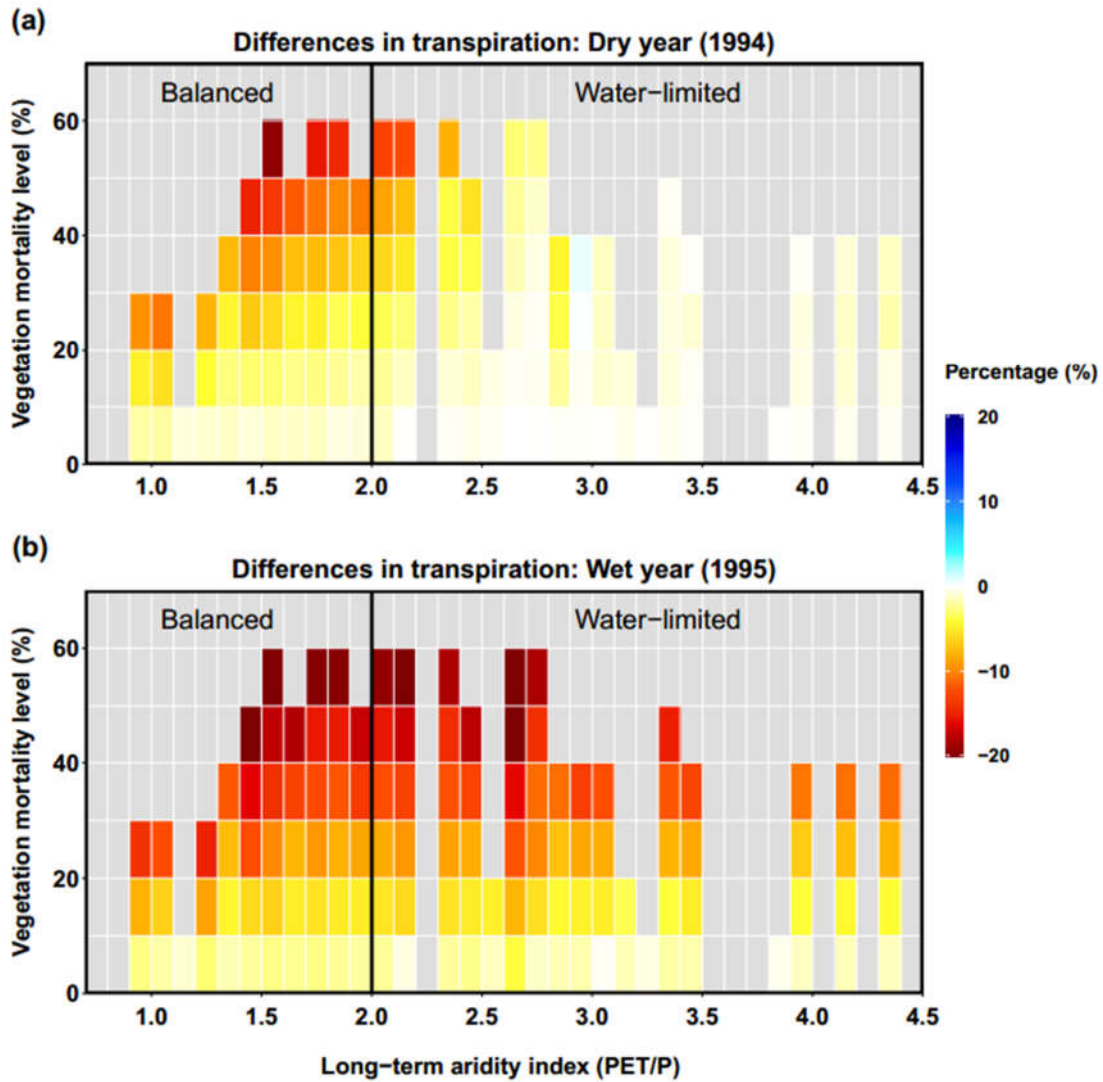 (a)
Differences in transpiration: Dry year (1994)
Balanced
Water−limited
Vegetation mortality level (%)
60
40
20
0
1.0 1.5 2.0 2.5 3.0 3.5 4.0 4.5
Percentage (%)
20
10
0
−10
−20
(b)
Differences in transpiration: Wet year (1995)
Balanced
Water−limited
Vegetation mortality level (%)
60
40
20
0
1.0 1.5 2.0 2.5 3.0 3.5 4.0 4.5
Long−term aridity index (PET/P)